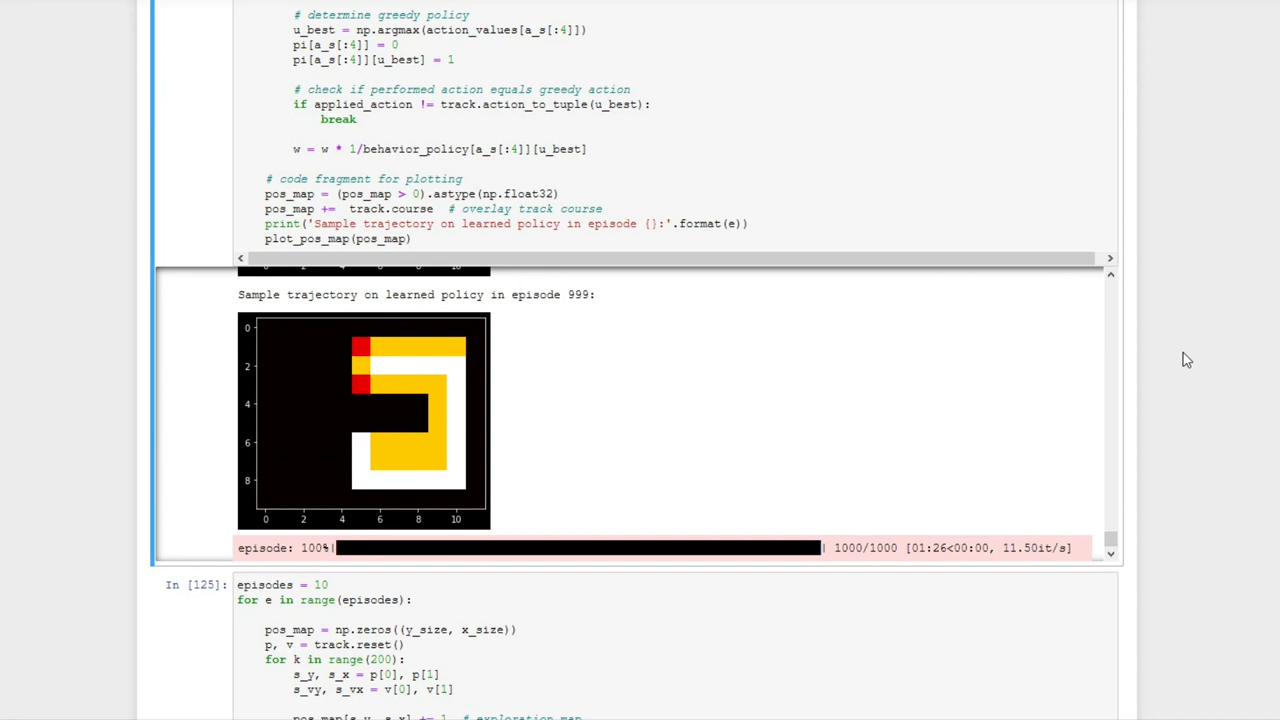 # determine greedy policy
u_best = np.argmax(action_values[a_s[:4]])
pi[a_s[:4]] = 0
pi[a_s[:4]][u_best] = 1
# check if performed action equals greedy action
if applied_action != track.action_to_tuple(u_best):
break
w = w * 1/behavior_policy[a_s[:4]][u_best]
# code fragment for plotting
pos_map = (pos_map > 0).astype(np.float32)
pos_map += track.course # overlay track course
print('Sample trajectory on learned policy in episode {}:'.format(e))
plot_pos_map(pos_map)
Sample trajectory on learned policy in episode 999:
0
2
4
6
8
0 2 4 6 8 10
episode: 100%| | 1000/1000 [01:26<00:00, 11.50it/s]
In [125]: episodes = 10
for e in range(episodes):
pos_map = np.zeros((y_size, x_size))
p, v = track.reset()
for k in range(200):
s_y, s_x = p[0], p[1]
s_vy, s_vx = v[0], v[1]
pos_map[s_y, s_x] += 1 # exploration map